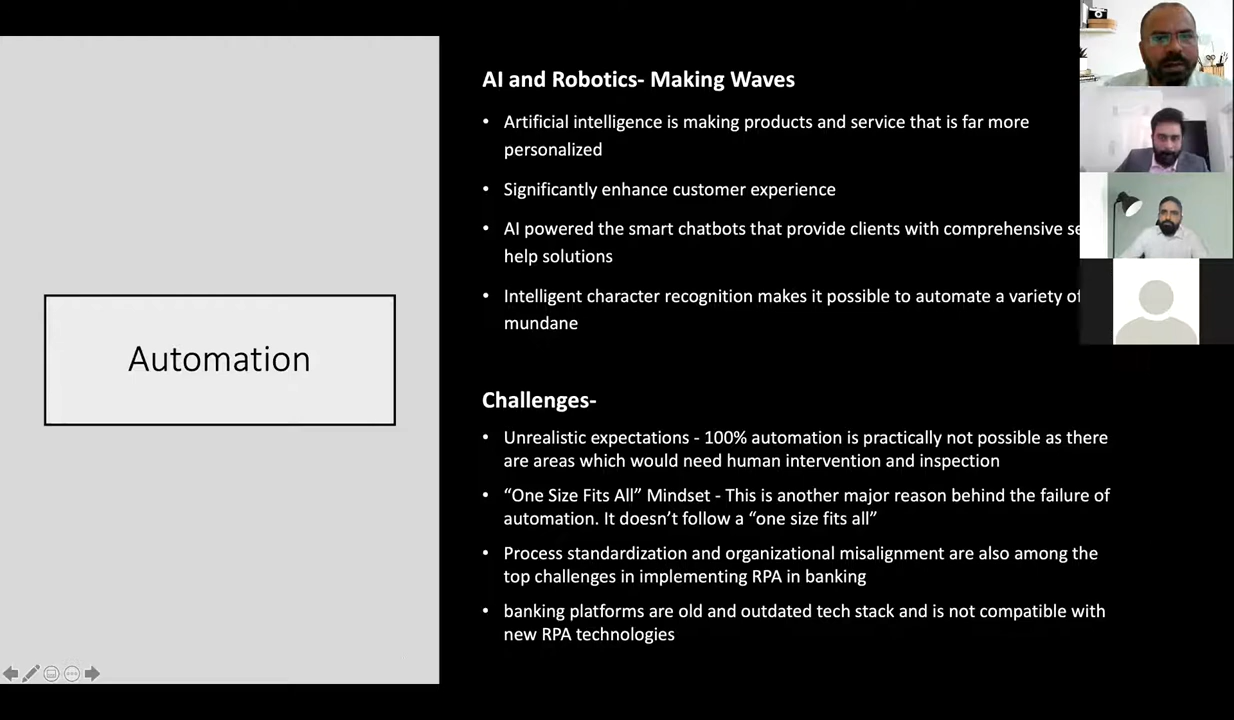 Automation
AI and Robotics- Making Waves
• Artificial intelligence is making products and service that is far more
personalized
• Significantly enhance customer experience
• AI powered the smart chatbots that provide clients with comprehensive
help solutions
• Intelligent character recognition makes it possible to automate a variety of
mundane
Challenges-
• Unrealistic expectations - 100% automation is practically not possible as there
are areas which would need human intervention and inspection
• “One Size Fits All” Mindset - This is another major reason behind the failure of
automation. It doesn’t follow a “one size fits all”
• Process standardization and organizational misalignment are also among the
top challenges in implementing RPA in banking
• banking platforms are old and outdated tech stack and is not compatible with
new RPA technologies